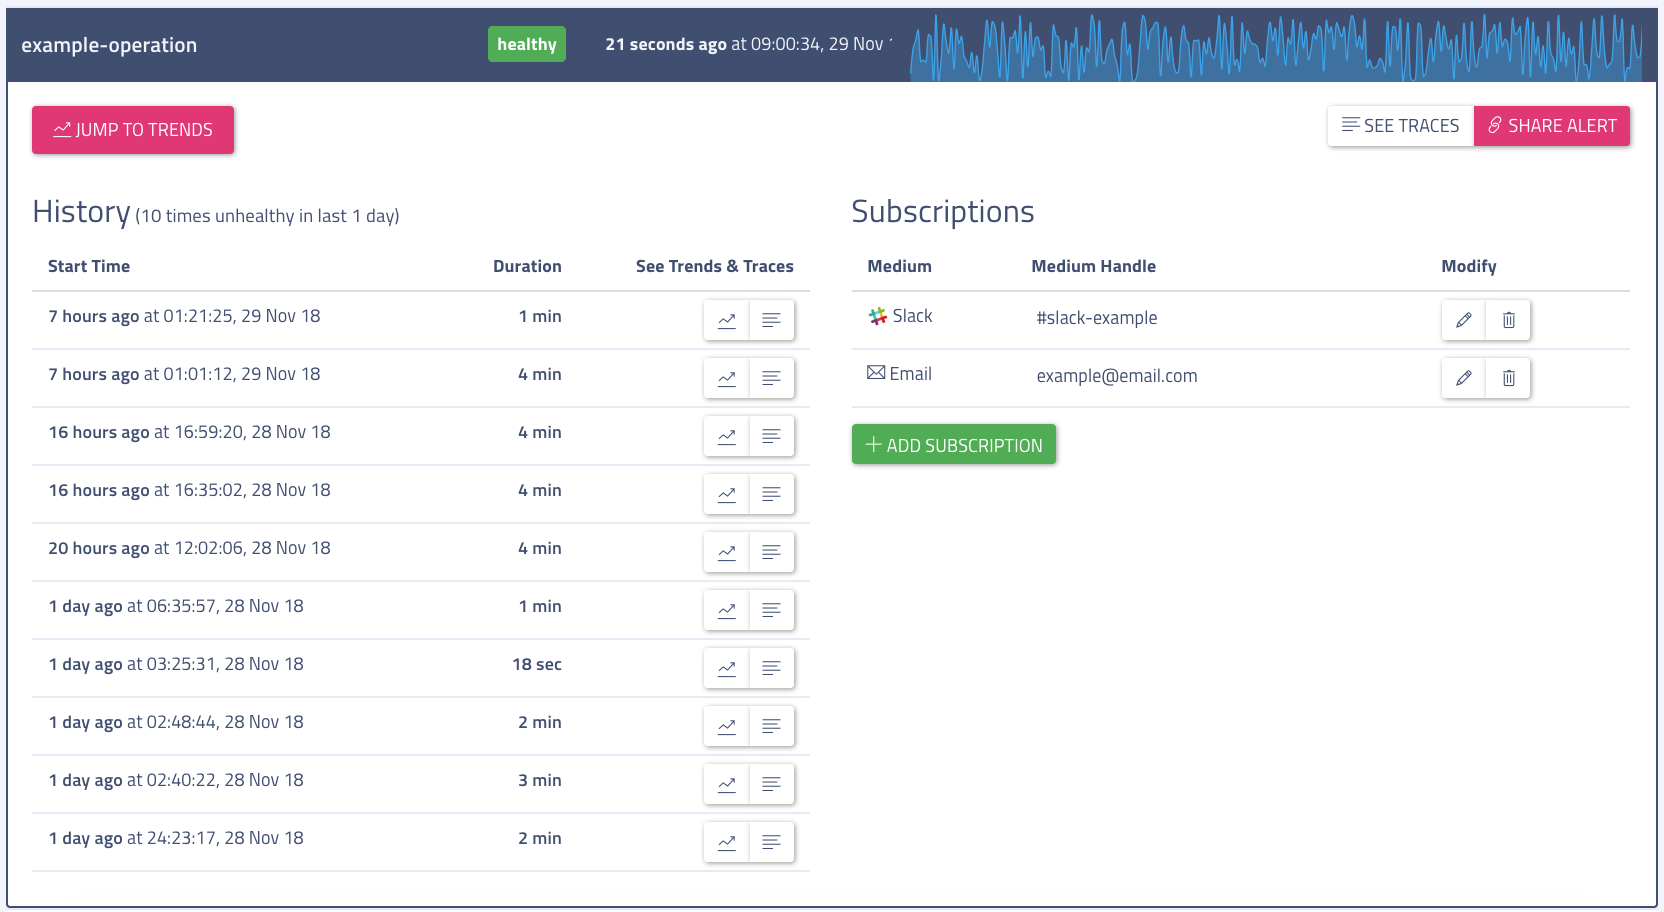 example-operation healthy 21 seconds ago at 09:00:34, 29 Nov
JUMP TO TRENDS
SEE TRACES SHARE ALERT
History (10 times unhealthy in last 1 day)
Start Time Duration See Trends & Traces
7 hours ago at 01:21:25, 29 Nov 18 1 min
7 hours ago at 01:01:12, 29 Nov 18 4 min
16 hours ago at 16:59:20, 28 Nov 18 4 min
16 hours ago at 16:35:02, 28 Nov 18 4 min
20 hours ago at 12:02:06, 28 Nov 18 4 min
1 day ago at 06:35:57, 28 Nov 18 1 min
1 day ago at 03:25:31, 28 Nov 18 18 sec
1 day ago at 02:48:44, 28 Nov 18 2 min
1 day ago at 02:40:22, 28 Nov 18 3 min
1 day ago at 24:23:17, 28 Nov 18 2 min
Subscriptions
Medium Medium Handle Modify
Slack #slack-example
Email example@email.com
ADD SUBSCRIPTION